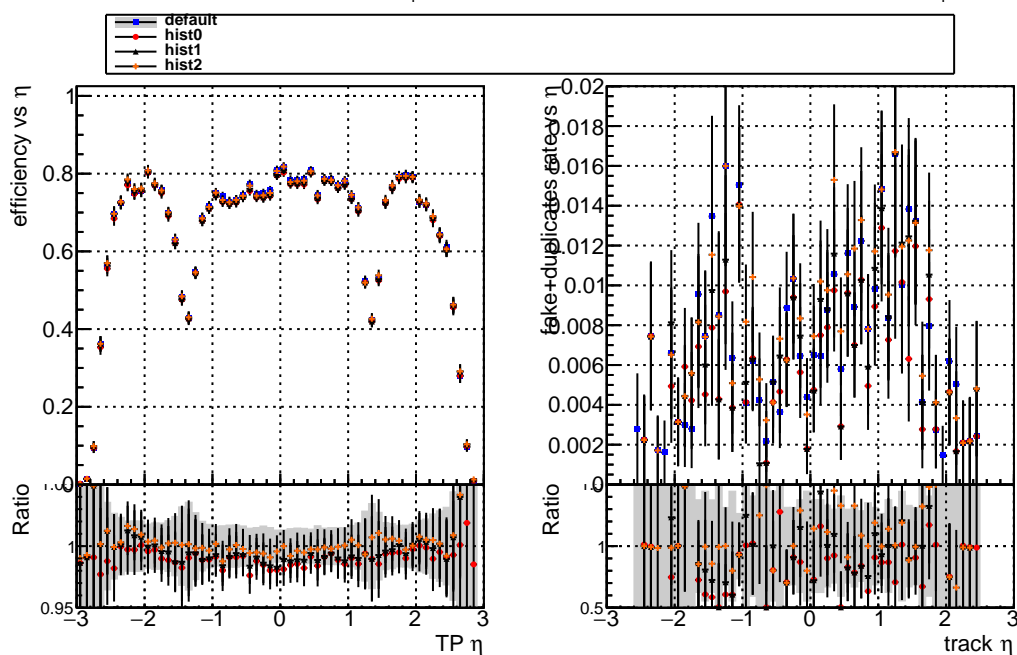 default
hist0
hist1
hist2
efficiency vs η
1
0.8
0.6
0.4
0.2
0
Ratio
1
0.95
−3 −2 −1 0 1 2 3
TP η
fake+duplicates rate vs η
0.02
0.018
0.016
0.014
0.012
0.01
0.008
0.006
0.004
0.002
Ratio
1
0.5
−3 −2 −1 0 1 2 3
track η